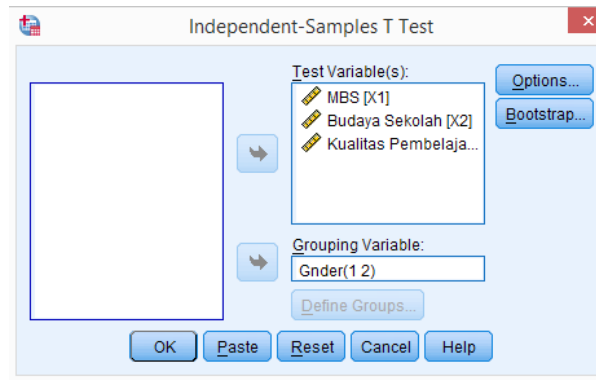 Independent-Samples T Test
Test Variable(s):
MBS [X1]
Budaya Sekolah [X2]
Kualitas Pembelaja...
Options...
Bootstrap...
Grouping Variable:
Gnder(1 2)
Define Groups...
OK Paste Reset Cancel Help